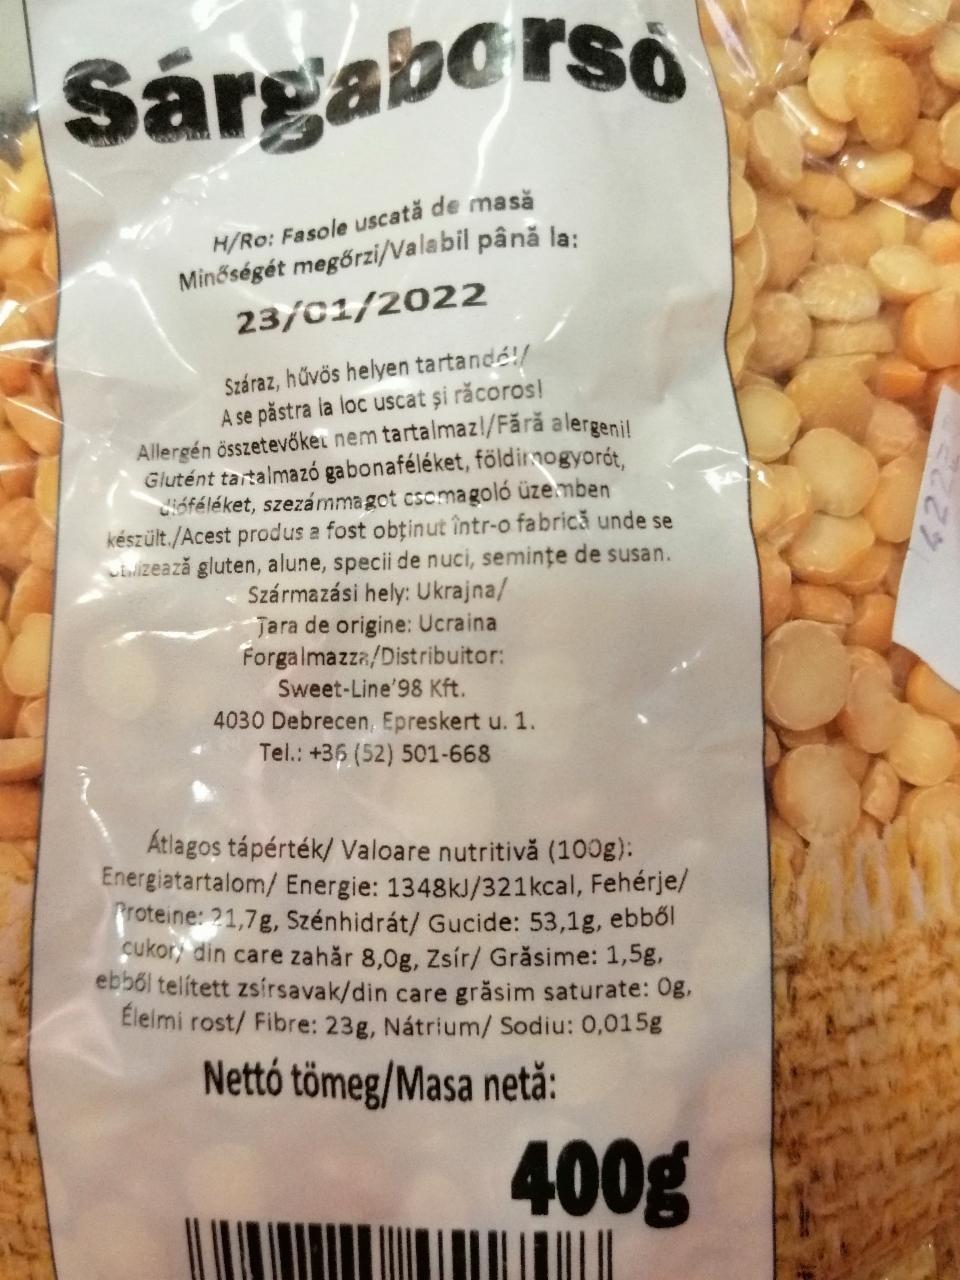 Sárgaborsó
H/Ro: Fasole uscată de masă
Minőségét megőrzi/Valabil până la:
23/01/2022
Száraz, hűvös helyen tartandó!/
A se păstra la loc uscat și răcoros!
Allergén összetevőket nem tartalmaz!/Fără alergeni!
Glutént tartalmazó gabonaféléket, földimogyorót,
dióféléket, szezámmagot csomagoló üzemben
készült./Acest produs a fost obținut într-o fabrică unde se
utilizează gluten, alune, specii de nuci, semințe de susan.
Származási hely: Ukrajna/
Țara de origine: Ucraina
Forgalmazza/Distribuitor:
Sweet-Line'98 Kft.
4030 Debrecen, Epreskert u. 1.
Tel.: +36 (52) 501-668
Átlagos tápérték/ Valoare nutritivă (100g):
Energiatartalom/ Energie: 1348kJ/321kcal, Fehérje/
Proteine: 21,7g, Szénhidrát/ Gucide: 53,1g, ebből
cukor/ din care zahăr 8,0g, Zsír/ Grăsime: 1,5g,
ebből telített zsírsavak/din care grăsim saturate: 0g,
Élelmi rost/ Fibre: 23g, Nátrium/ Sodiu: 0,015g
Nettó tömeg/Masa netă:
400g